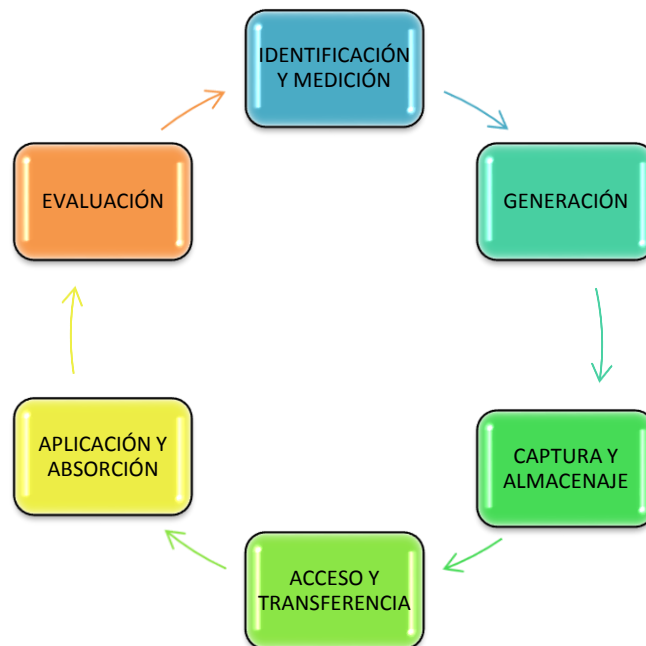 IDENTIFICACIÓN
Y MEDICIÓN
GENERACIÓN
CAPTURA Y
ALMACENAJE
ACCESO Y
TRANSFERENCIA
APLICACIÓN Y
ABSORCIÓN
EVALUACIÓN